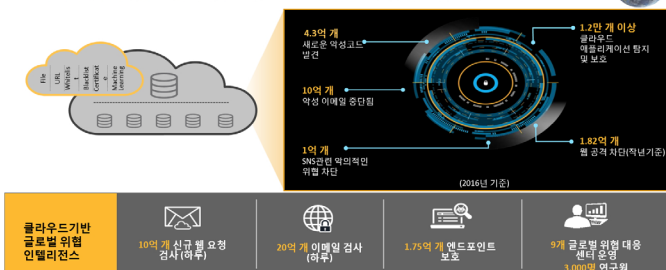 File
URL
Whitelis
t
Blacklist
Certificat
e
Machine
Learning
4.3억 개
새로운 악성코드
발견
10억 개
악성 이메일 중단됨
1억 개
SNS관련 악의적인
위협 차단
1.2만 개 이상
클라우드
애플리케이션 탐지
및 보호
1.82억 개
웹 공격 차단(작년기준)
(2016년 기준)
클라우드기반
글로벌 위협
인텔리전스
10억 개 신규 웹 요청
검사(하루)
20억 개 이메일 검사
(하루)
1.75억 개 엔드포인트
보호
9개 글로벌 위협 대응
센터 운영
3,000명 연구원